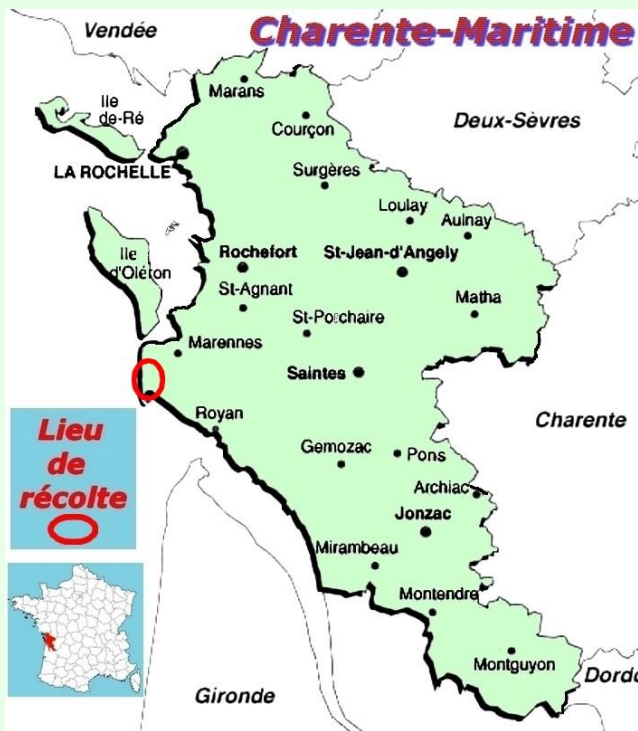 Vendée
Charente-Maritime
Ile
de-Ré
Marans
Courçon
Deux-Sèvres
LA ROCHELLE
Surgères
Loulay
Aulnay
Ile
d'Oléron
Rochefort
St-Jean-d'Angely
St-Agnant
St-Porchaire
Matha
Marennes
Saintes
Charente
Royan
Lieu
de
récolte
Gemozac
Pons
Archiac
Jonzac
Mirambeau
Montendre
Montguyon
Gironde
Dordo